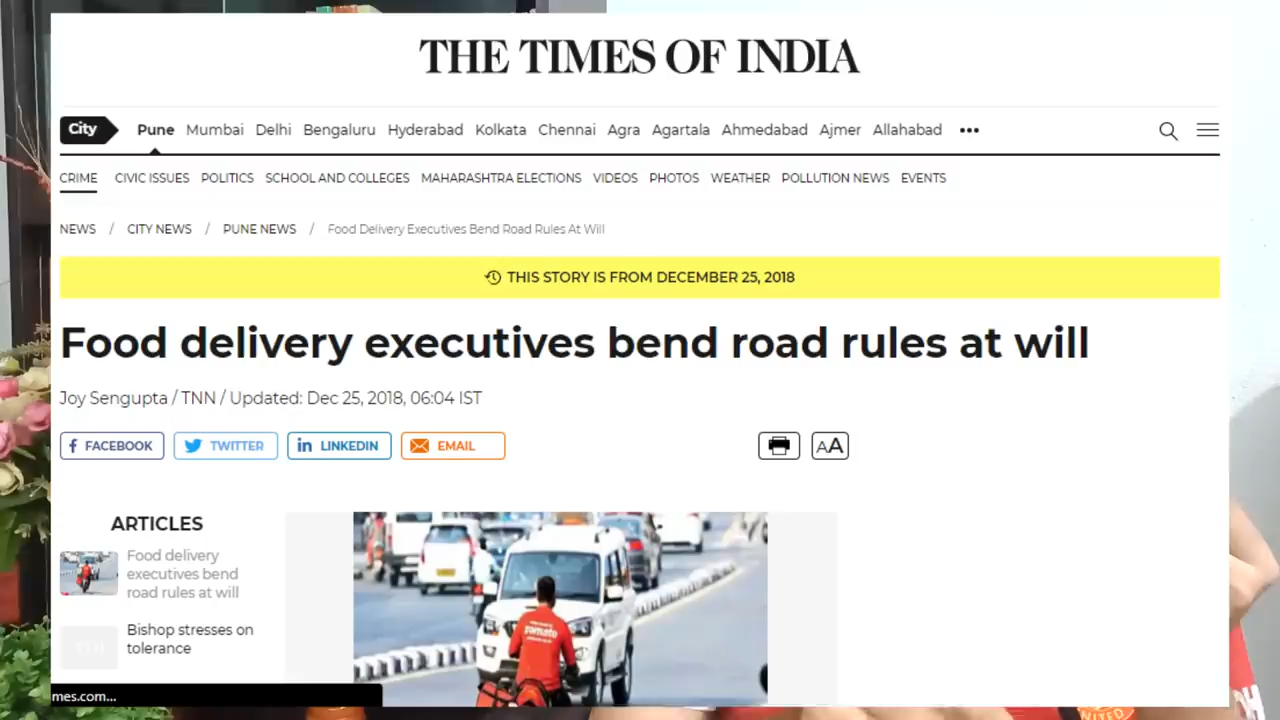 THE TIMES OF INDIA
City Pune Mumbai Delhi Bengaluru Hyderabad Kolkata Chennai Agra Agartala Ahmedabad Ajmer Allahabad •••
CRIME CIVIC ISSUES POLITICS SCHOOL AND COLLEGES MAHARASHTRA ELECTIONS VIDEOS PHOTOS WEATHER POLLUTION NEWS EVENTS
NEWS / CITY NEWS / PUNE NEWS / Food Delivery Executives Bend Road Rules At Will
THIS STORY IS FROM DECEMBER 25, 2018
Food delivery executives bend road rules at will
Joy Sengupta / TNN / Updated: Dec 25, 2018, 06:04 IST
f FACEBOOK TWITTER in LINKEDIN EMAIL AA
ARTICLES
Food delivery
executives bend
road rules at will
Bishop stresses on
tolerance
zomato
mes.com...